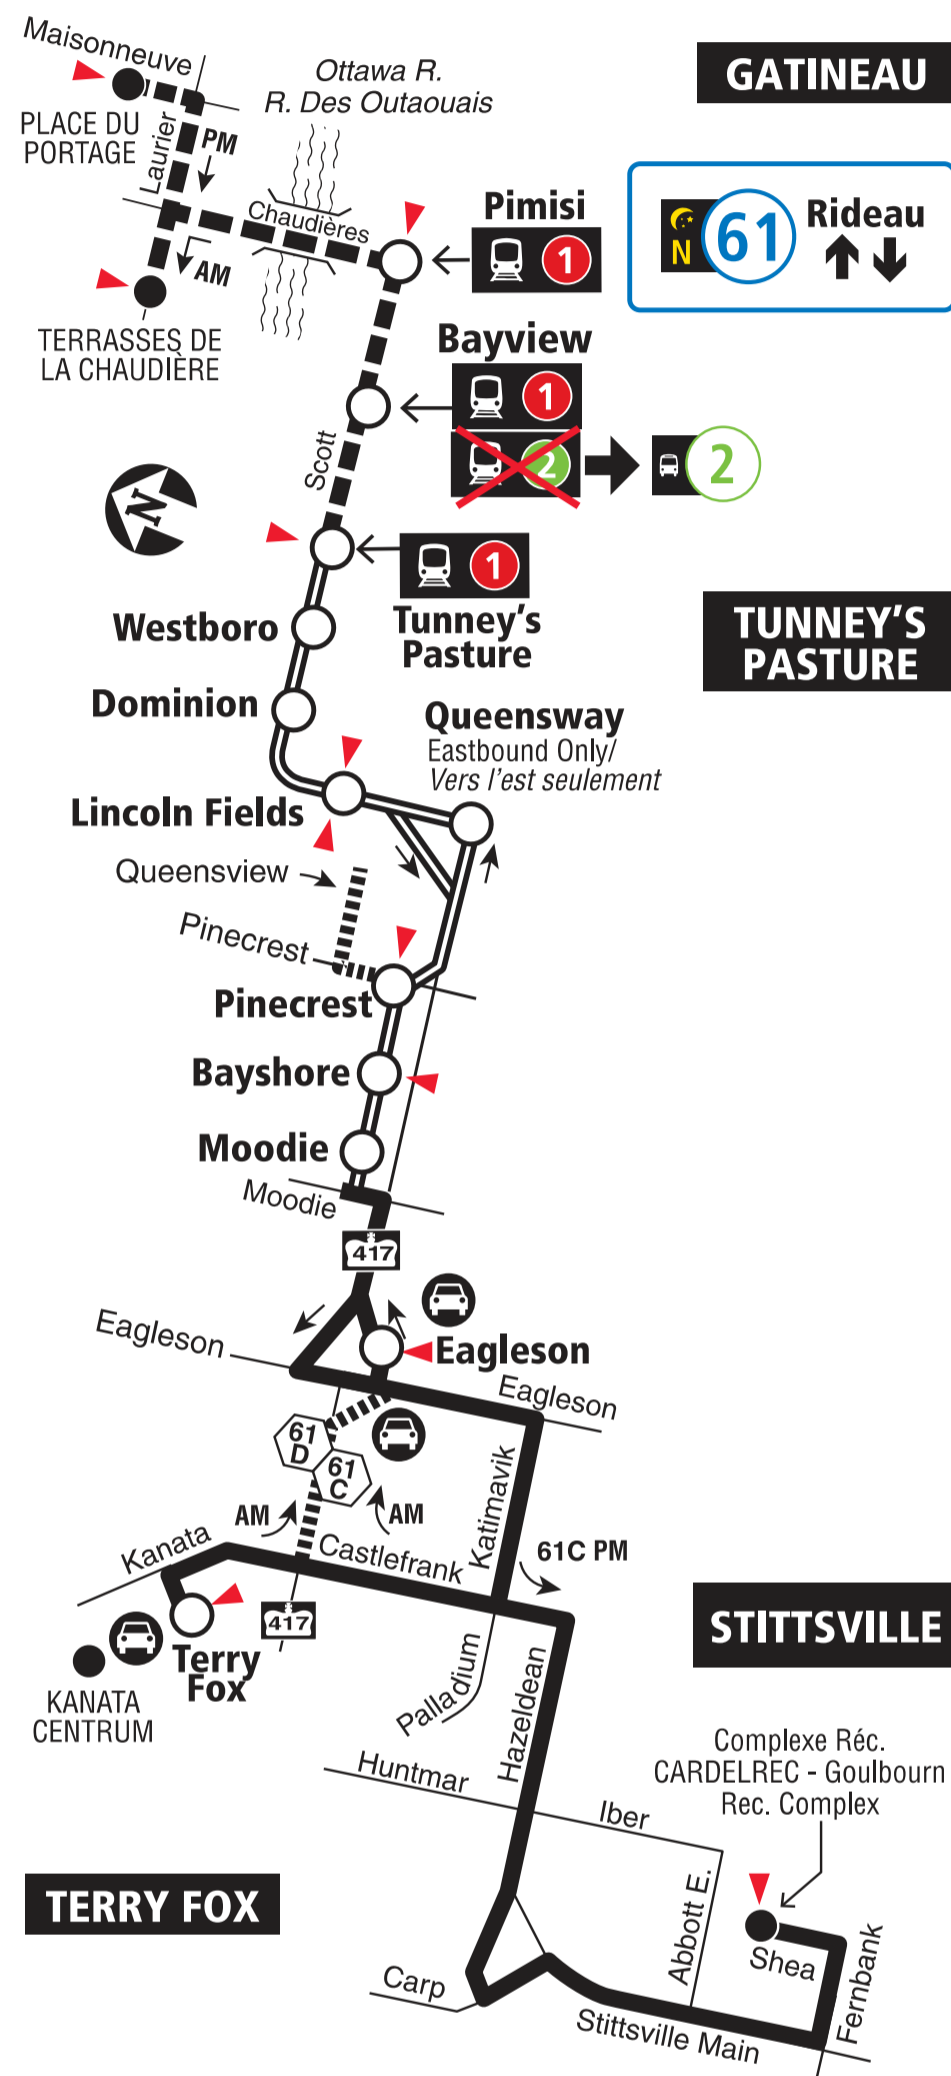 Maisonneuve
Ottawa R.
R. Des Outaouais
GATINEAU
PLACE DU
PORTAGE
Laurier
PM
Chaudières
AM
TERRASSES DE
LA CHAUDIÈRE
Pimisi
1
N
61
Rideau
Bayview
1
2
2
Scott
N
1
Tunney's
Pasture
TUNNEY'S
PASTURE
Westboro
Dominion
Queensway
Eastbound Only/
Vers l'est seulement
Lincoln Fields
Queensview
Pinecrest
Pinecrest
Bayshore
Moodie
Moodie
417
Eagleson
Eagleson
Eagleson
61
D
61
C
AM
AM
Katimavik
Kanata
Castlefrank
61C PM
417
Terry
Fox
KANATA
CENTRUM
STITTSVILLE
Palladium
Hazeldean
Huntmar
Iber
Complexe Réc.
CARDELREC - Goulbourn
Rec. Complex
TERRY FOX
Abbott E.
Shea
Fernbank
Carp
Stittsville Main